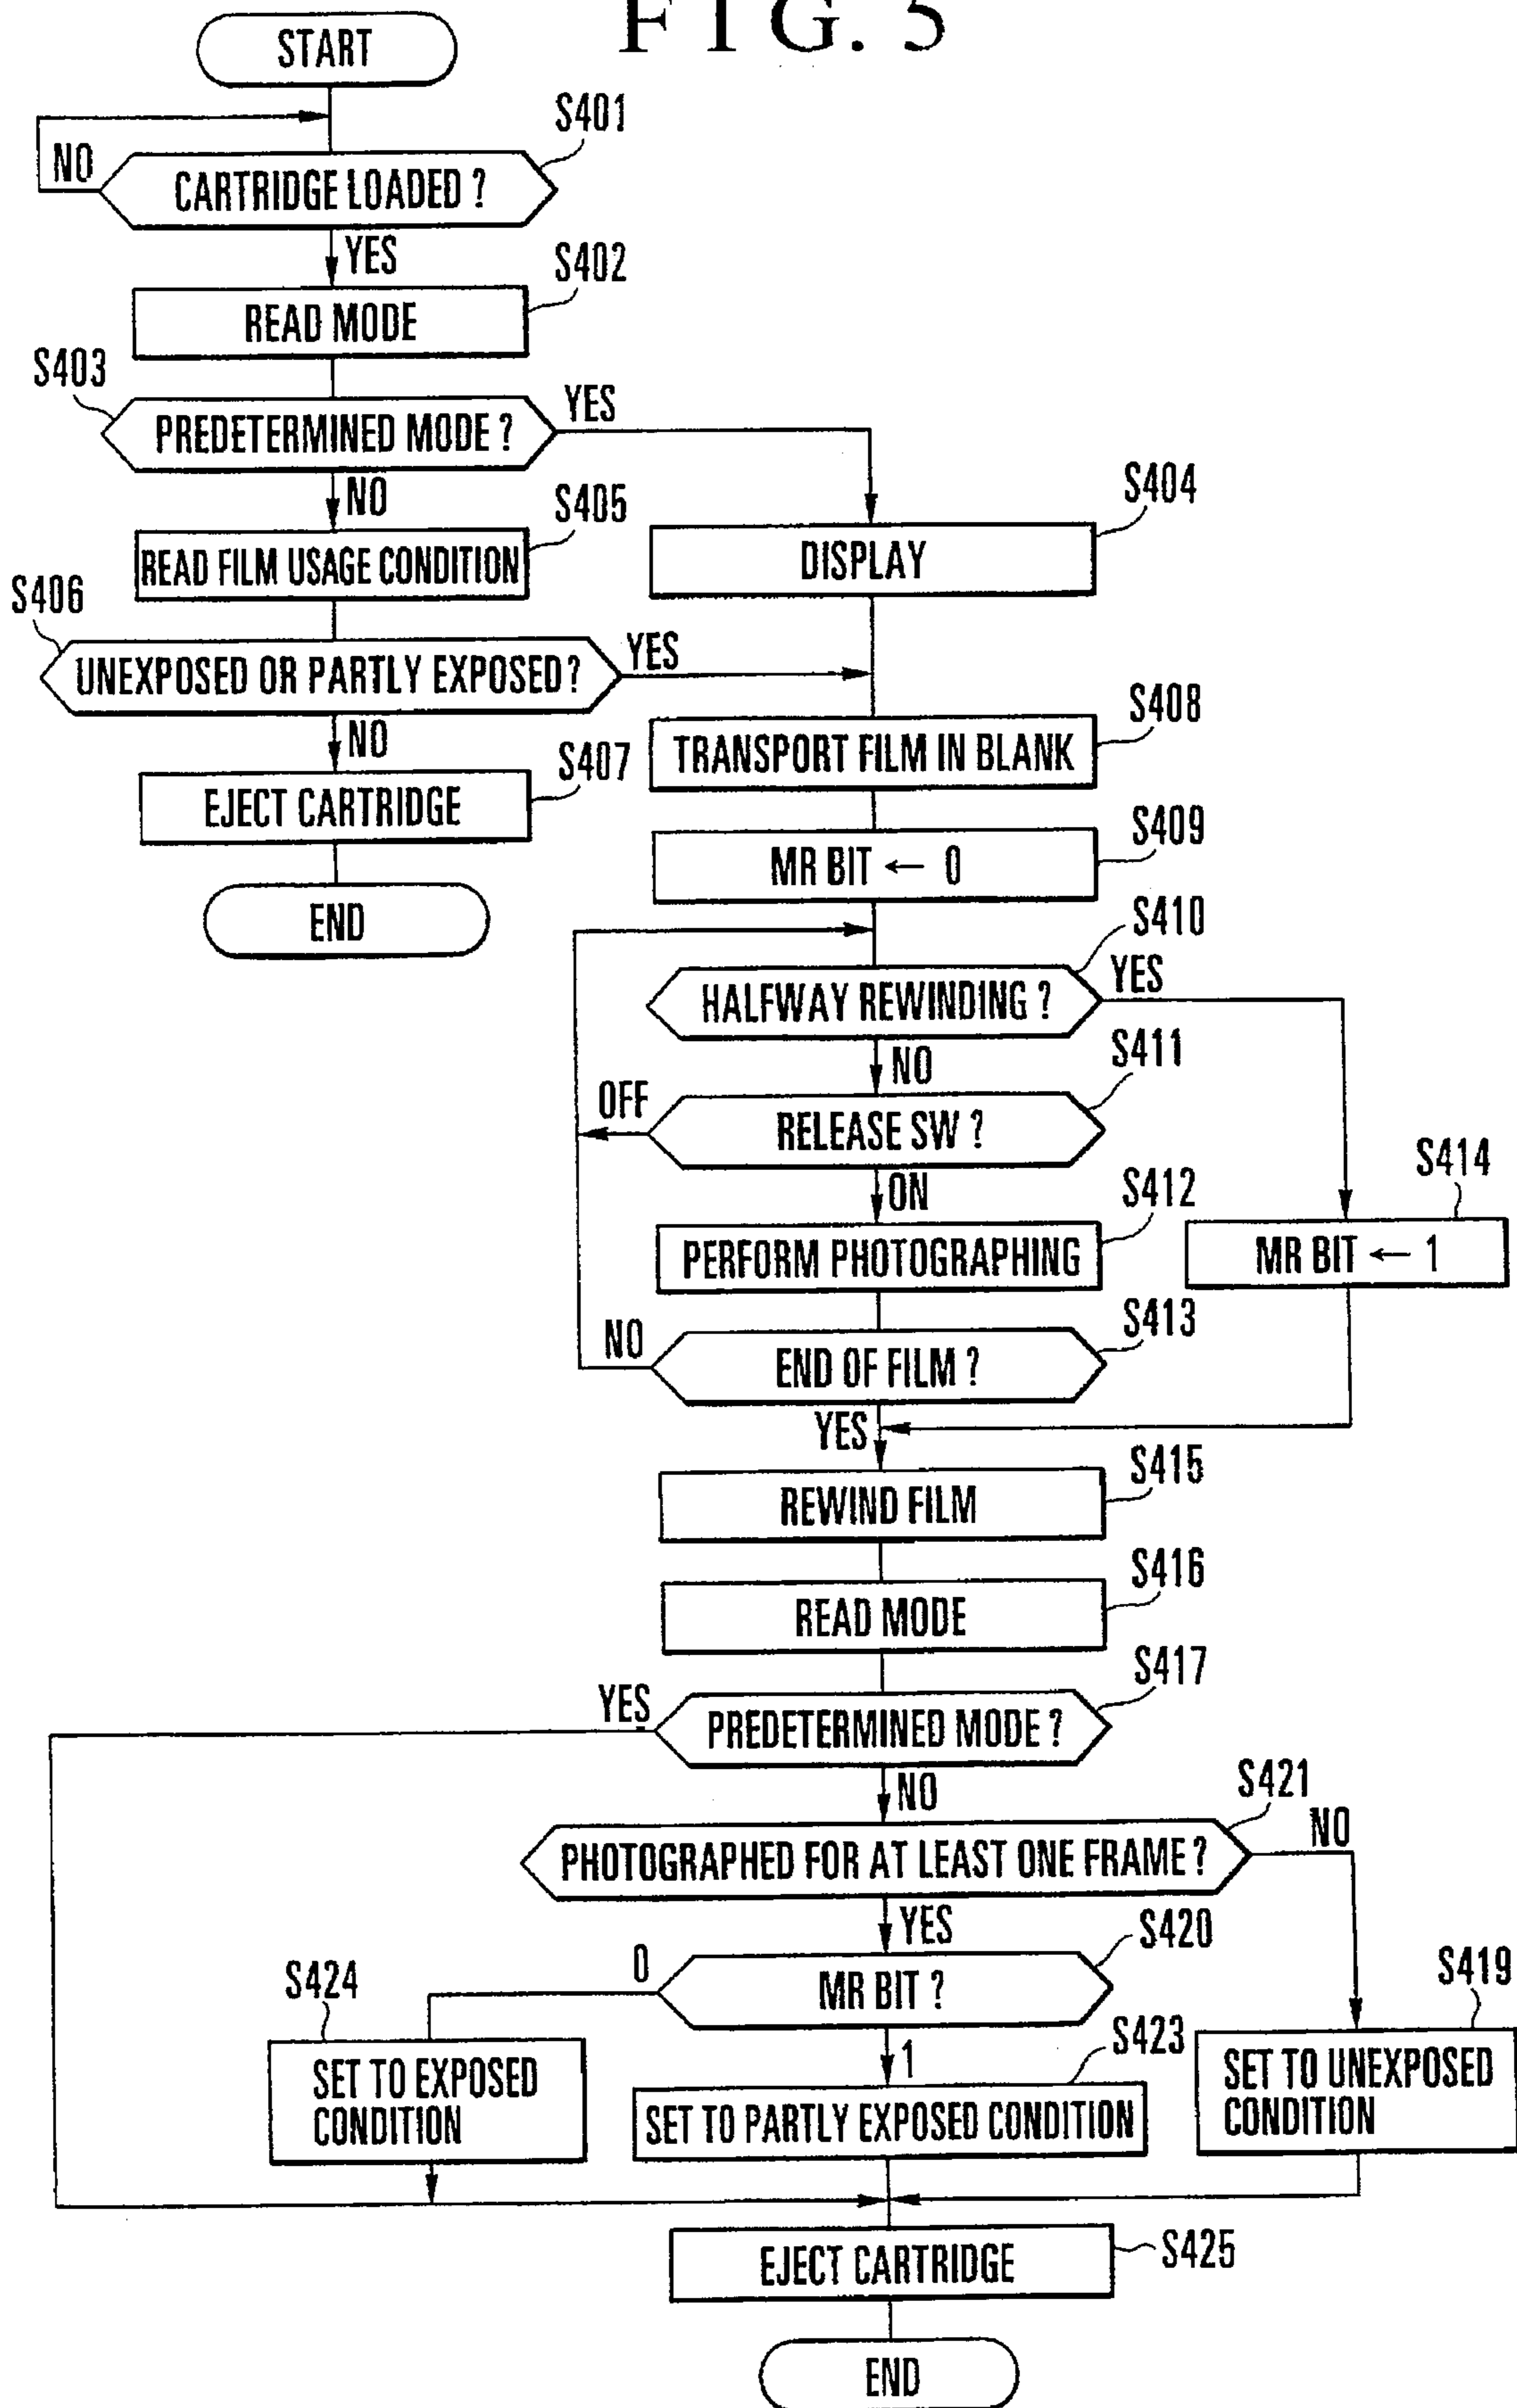 FIG. 5
START
S401
NO
CARTRIDGE LOADED ?
YES
S402
READ MODE
S403
PREDETERMINED MODE ?
YES
NO
S404
DISPLAY
S405
READ FILM USAGE CONDITION
S406
UNEXPOSED OR PARTLY EXPOSED ?
YES
NO
S407
EJECT CARTRIDGE
END
S408
TRANSPORT FILM IN BLANK
S409
MR BIT ← 0
S410
HALFWAY REWINDING ?
YES
NO
S411
OFF
RELEASE SW ?
ON
S412
PERFORM PHOTOGRAPHING
S414
MR BIT ← 1
S413
NO
END OF FILM ?
YES
S415
REWIND FILM
S416
READ MODE
S417
YES
PREDETERMINED MODE ?
NO
S421
PHOTOGRAPHED FOR AT LEAST ONE FRAME ?
NO
YES
S420
0
MR BIT ?
1
S424
SET TO EXPOSED
CONDITION
S423
SET TO PARTLY EXPOSED CONDITION
S419
SET TO UNEXPOSED
CONDITION
S425
EJECT CARTRIDGE
END